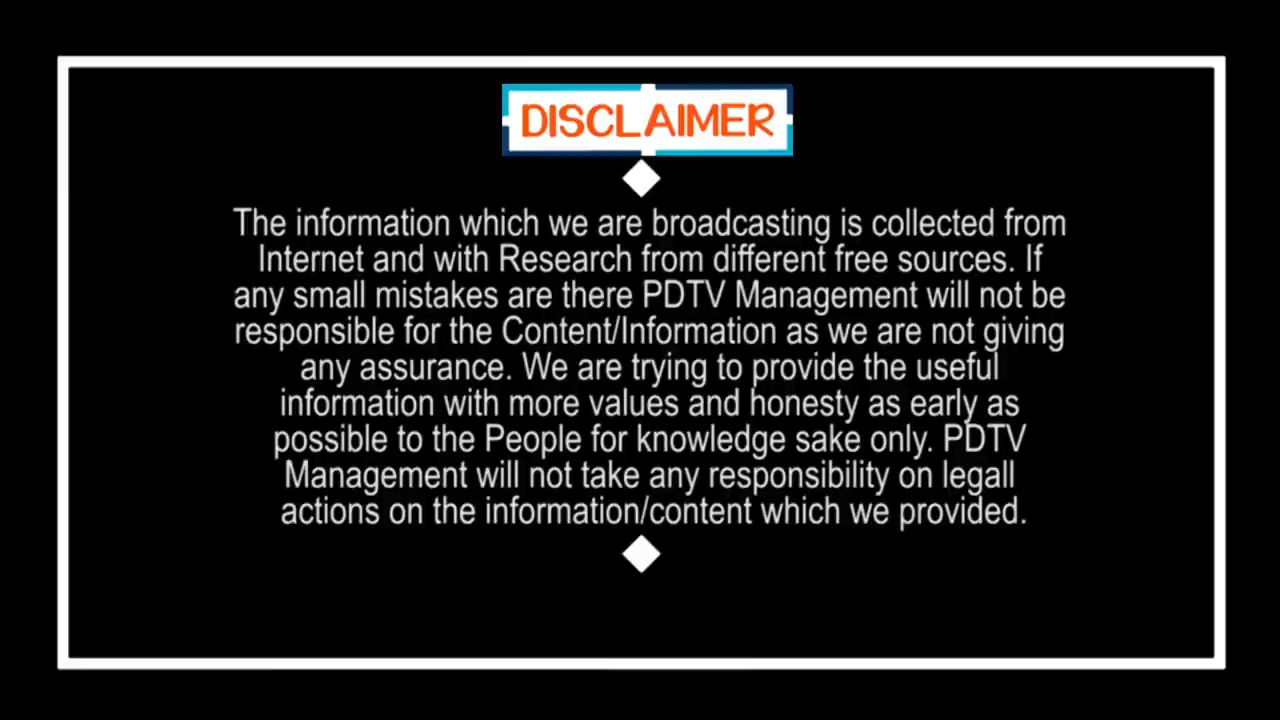 DISCLAIMER
The information which we are broadcasting is collected from
Internet and with Research from different free sources. If
any small mistakes are there PDTV Management will not be
responsible for the Content/Information as we are not giving
any assurance. We are trying to provide the useful
information with more values and honesty as early as
possible to the People for knowledge sake only. PDTV
Management will not take any responsibility on legall
actions on the information/content which we provided.